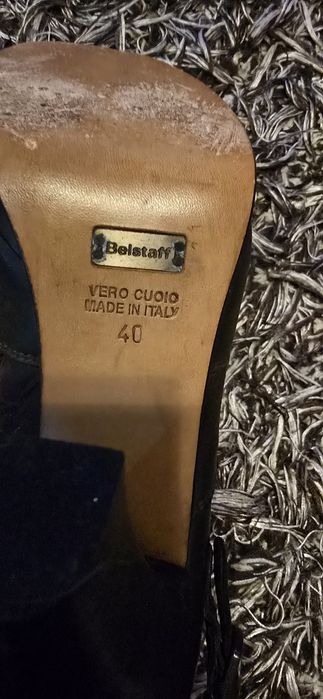 Belstaff
VERO CUOIO
MADE IN ITALY
40